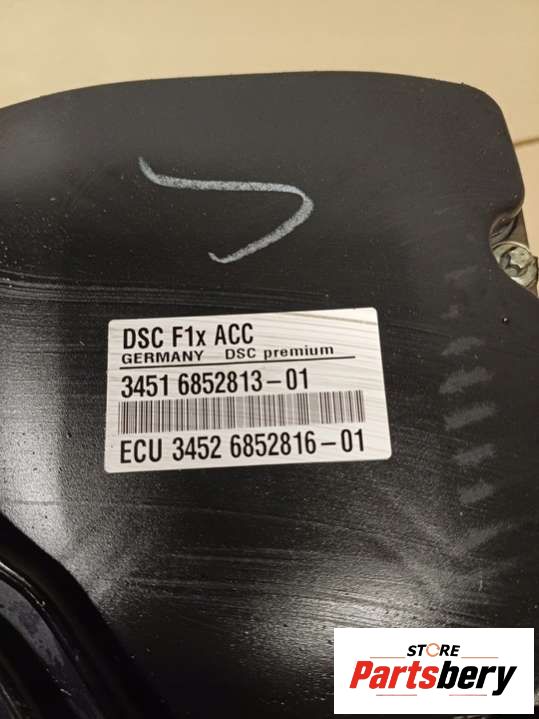 DSC F1x ACC
GERMANY DSC premium
3451 6852813-01
ECU 3452 6852816-01
STORE
Partsbery